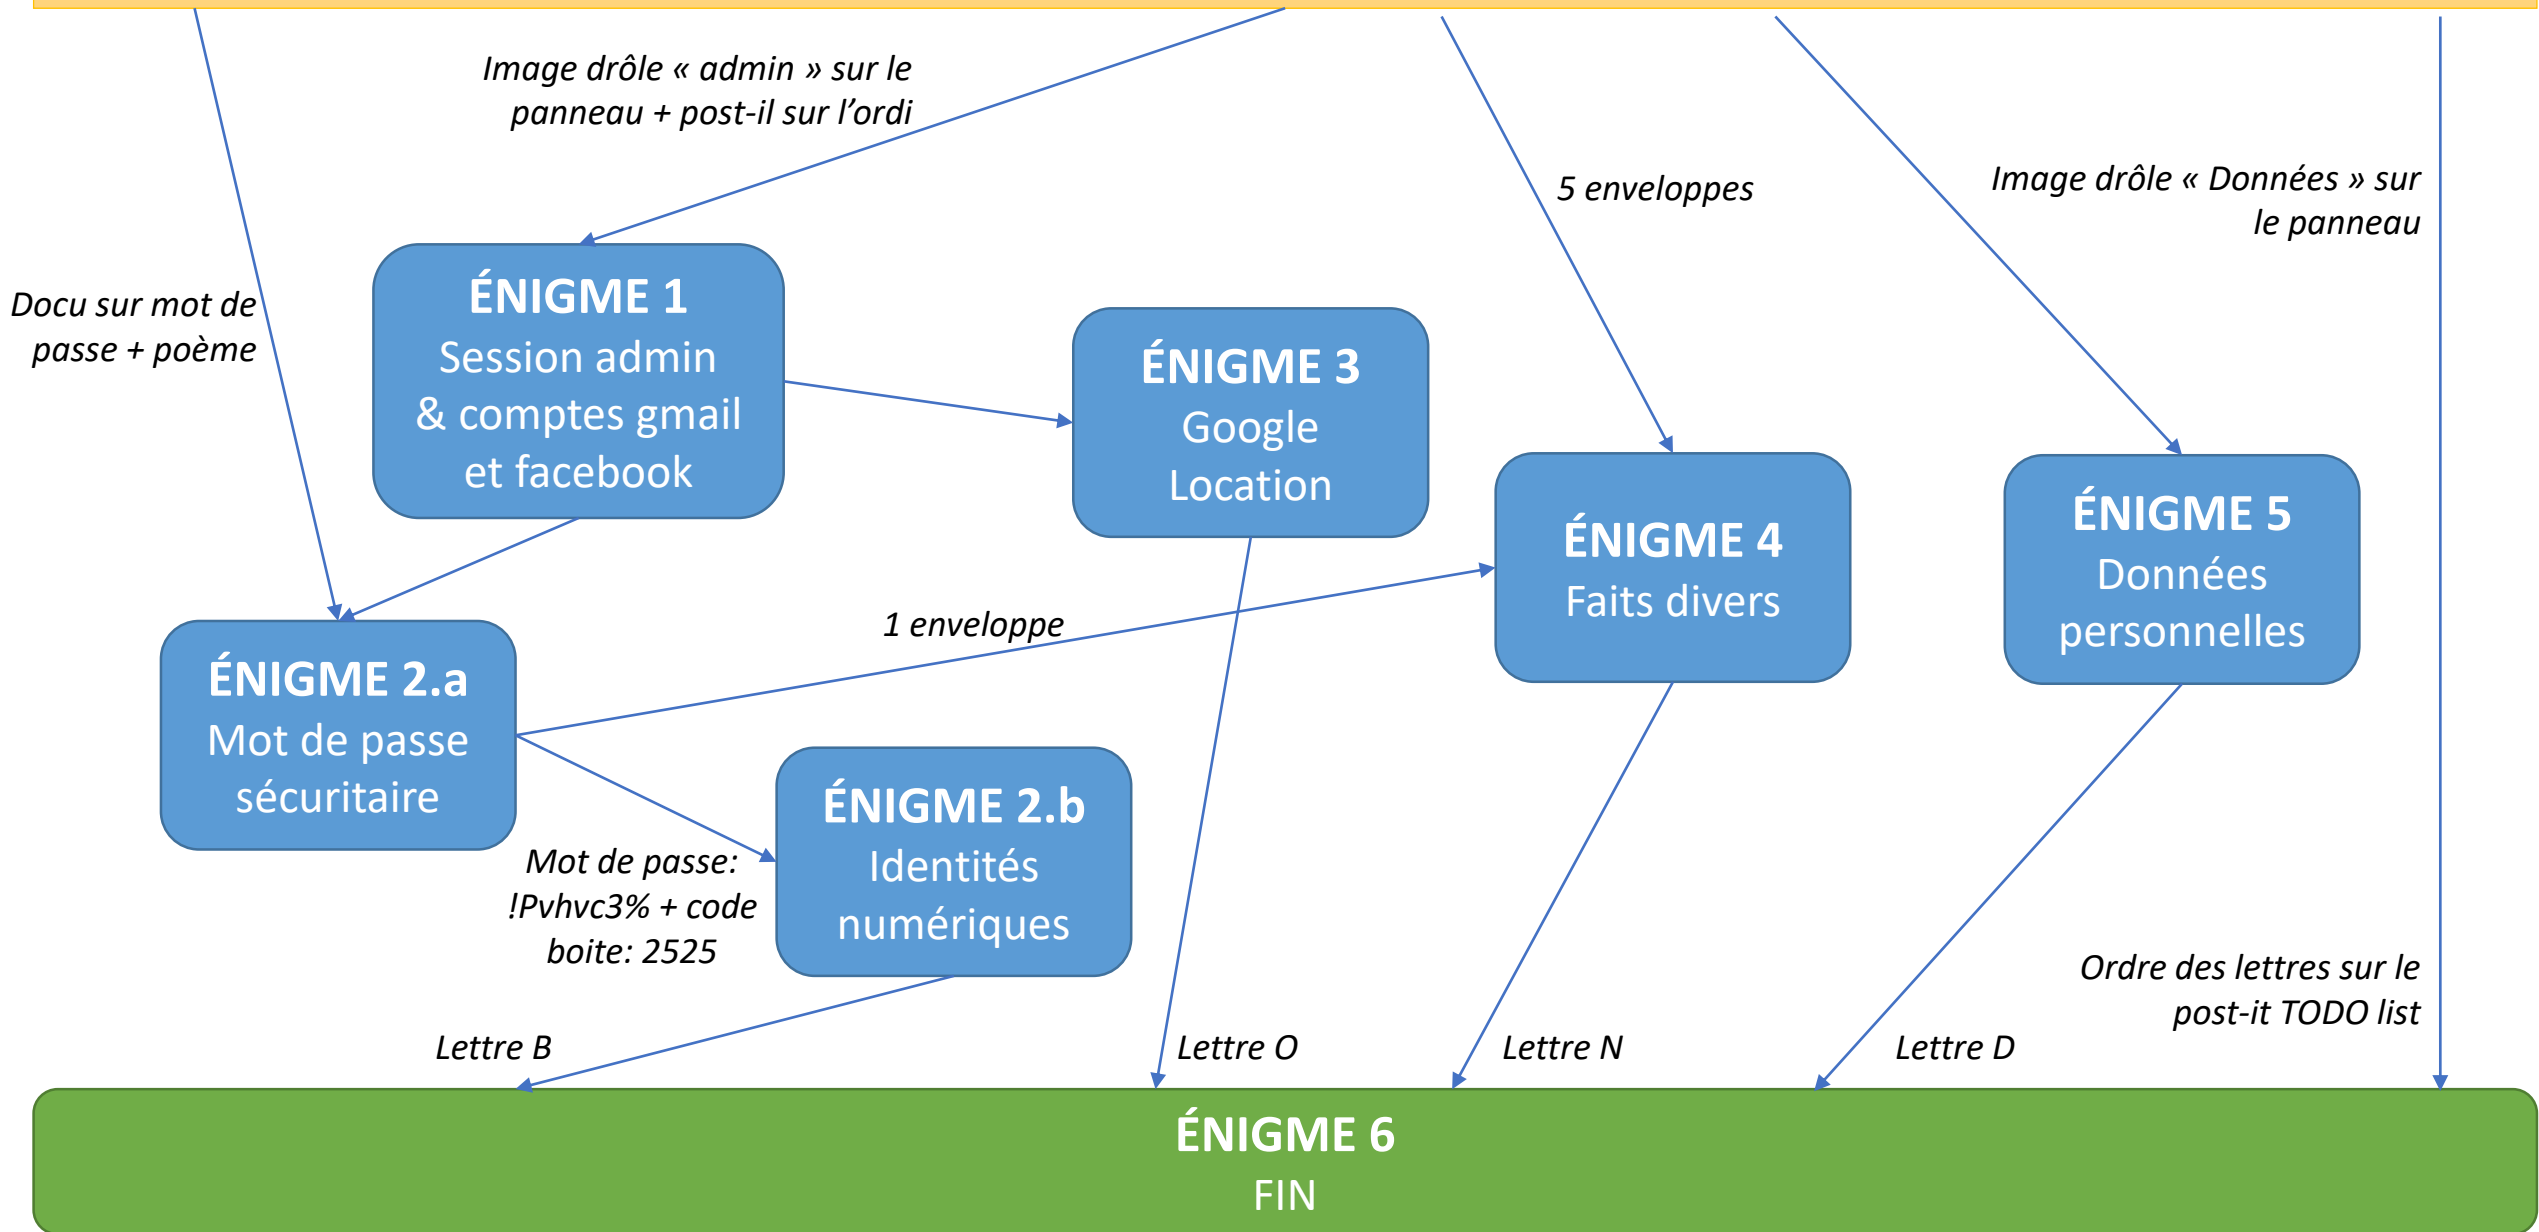 Image drôle « admin » sur le
panneau + post-il sur l’ordi
5 enveloppes
Image drôle « Données » sur
le panneau
Docu sur mot de
passe + poème
ÉNIGME 1
Session admin
& comptes gmail
et facebook
ÉNIGME 3
Google
Location
ÉNIGME 4
Faits divers
ÉNIGME 5
Données
personnelles
1 enveloppe
ÉNIGME 2.a
Mot de passe
sécuritaire
ÉNIGME 2.b
Identités
numériques
Mot de passe:
!Pvhvc3% + code
boite: 2525
Ordre des lettres sur le
post-it TODO list
Lettre B
Lettre O
Lettre N
Lettre D
ÉNIGME 6
FIN